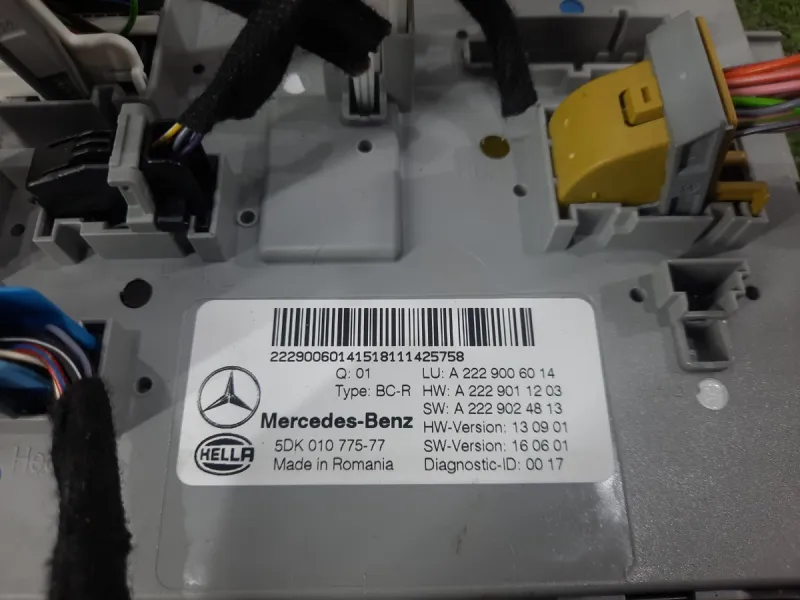 22290060141518111425758
Q: 01 LU: A 222 900 60 14
Type: BC-R HW: A 222 901 12 03
SW: A 222 902 48 13
Mercedes-Benz HW-Version: 13 09 01
HELLA 5DK 010 775-77 SW-Version: 16 06 01
Made in Romania Diagnostic-ID: 00 17